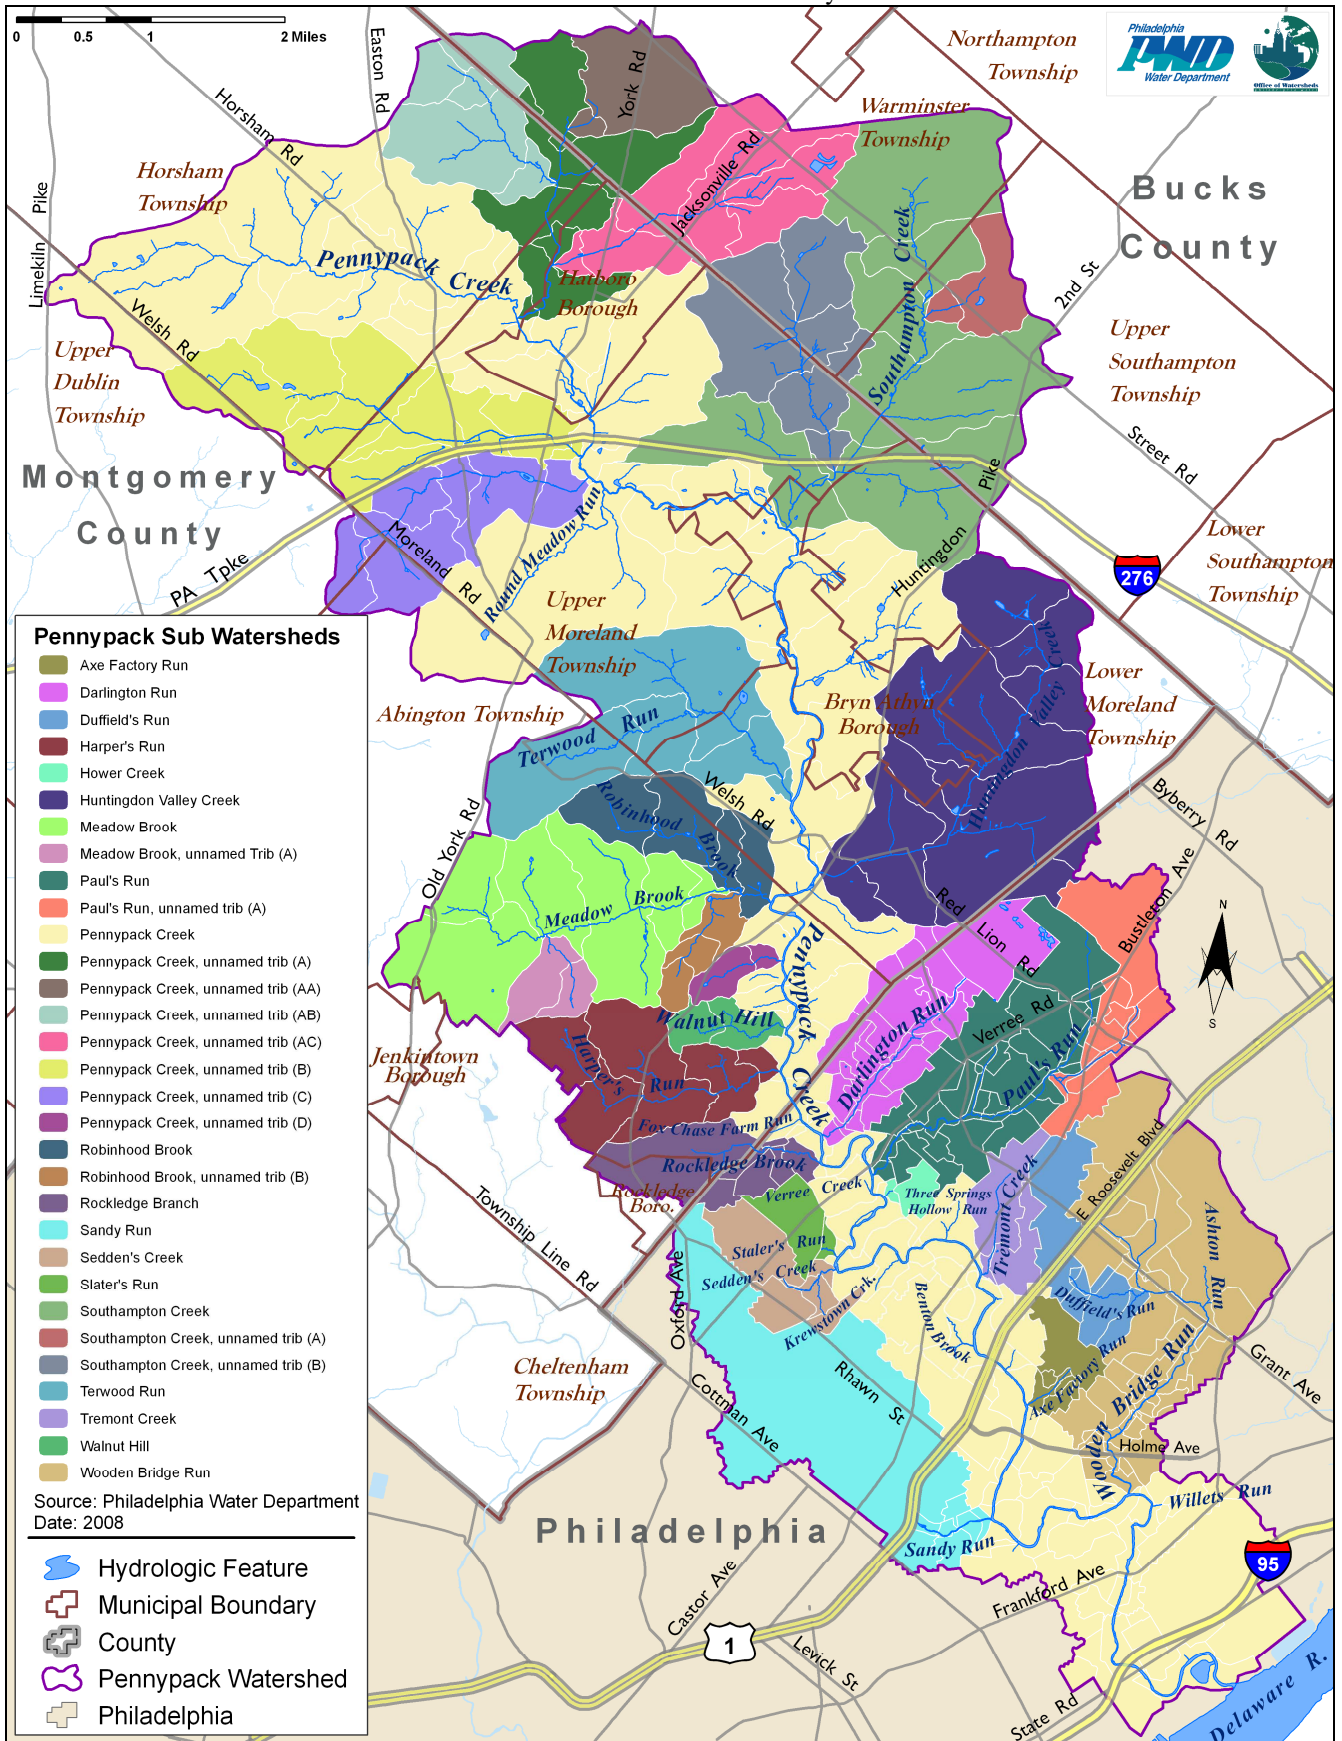 0 0.5 1 2 Miles
Philadelphia
PWD
Water Department
Office of Watersheds
Northampton
Township
Warminster
Township
Easton Rd
York Rd
Horsham Rd
Jacksonville Rd
Horsham
Township
Bucks
County
Limekiln Pike
Pennypack Creek
Hatboro
Borough
Southampton Creek
2nd St
Welsh Rd
Upper
Dublin
Township
Upper
Southampton
Township
Street Rd
Montgomery
County
Huntingdon Pike
PA Tpke
Moreland Rd
Round Meadow Run
276
Lower
Southampton
Township
Upper
Moreland
Township
Huntingdon Valley Creek
Lower
Moreland
Township
Bryn Athyn
Borough
Abington Township
Terwood Run
Welsh Rd
Robinhood Brook
Byberry Rd
Old York Rd
Meadow Brook
Red Lion Rd
Bustleton Ave
N
S
Pennypack Creek
Walnut Hill
Darlington Run
Verree Rd
Paul's Run
Jenkintown
Borough
Harper's Run
Fox Chase Farm Run
Rockledge Brook
Rockledge
Boro.
Verree Creek
Three Springs
Hollow Run
Tremont Creek
E Roosevelt Blvd
Ashton Run
Township Line Rd
Staler's Run
Sedden's Creek
Krewstown Crk.
Oxford Ave
Benton Brook
Duffield's Run
Axe Factory Run
Wooden Bridge Run
Grant Ave
Cheltenham
Township
Rhawn St
Cottman Ave
Holme Ave
Willets Run
Philadelphia
Sandy Run
95
Castor Ave
Frankford Ave
1
Levick St
State Rd
Delaware R.
Pennypack Sub Watersheds
Axe Factory Run
Darlington Run
Duffield's Run
Harper's Run
Hower Creek
Huntingdon Valley Creek
Meadow Brook
Meadow Brook, unnamed Trib (A)
Paul's Run
Paul's Run, unnamed trib (A)
Pennypack Creek
Pennypack Creek, unnamed trib (A)
Pennypack Creek, unnamed trib (AA)
Pennypack Creek, unnamed trib (AB)
Pennypack Creek, unnamed trib (AC)
Pennypack Creek, unnamed trib (B)
Pennypack Creek, unnamed trib (C)
Pennypack Creek, unnamed trib (D)
Robinhood Brook
Robinhood Brook, unnamed trib (B)
Rockledge Branch
Sandy Run
Sedden's Creek
Slater's Run
Southampton Creek
Southampton Creek, unnamed trib (A)
Southampton Creek, unnamed trib (B)
Terwood Run
Tremont Creek
Walnut Hill
Wooden Bridge Run
Source: Philadelphia Water Department
Date: 2008
Hydrologic Feature
Municipal Boundary
County
Pennypack Watershed
Philadelphia